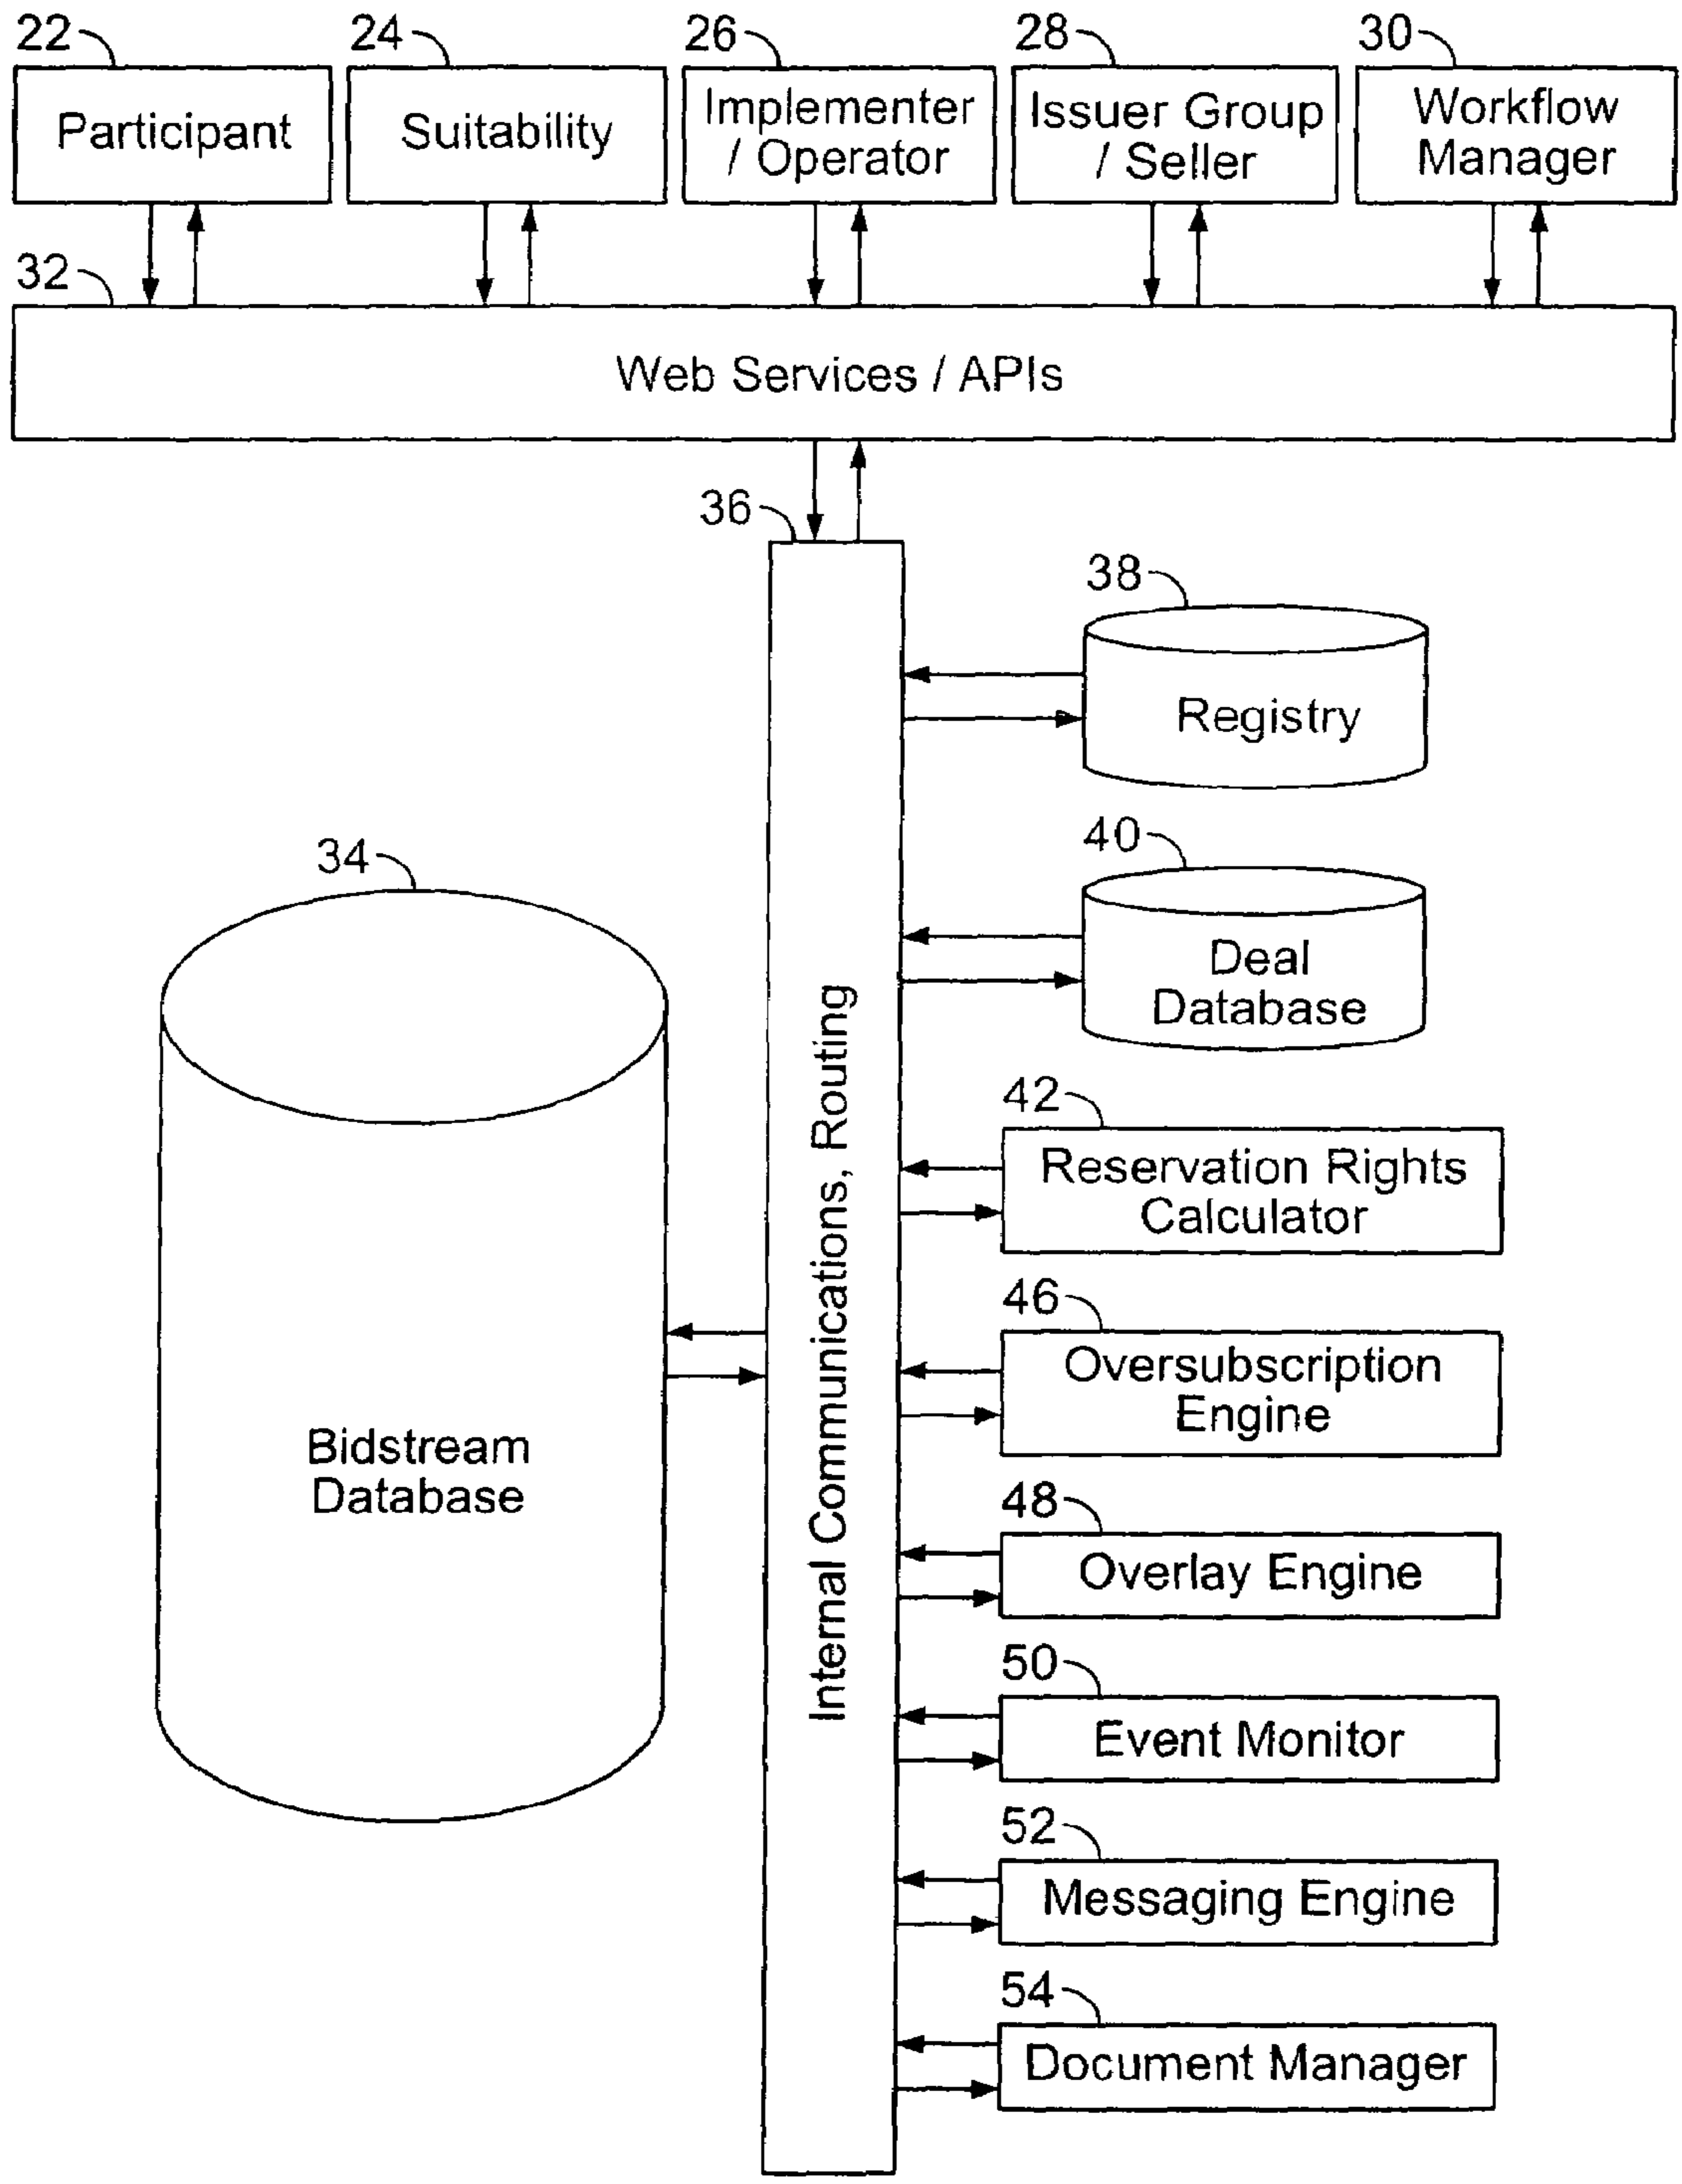 22
24
26
28
30
Participant
Suitability
Implementer
/ Operator
Issuer Group
/ Seller
Workflow
Manager
32
Web Services / APIs
36
38
Registry
34
40
Deal
Database
Internal Communications, Routing
42
Reservation Rights
Calculator
46
Oversubscription
Engine
Bidstream
Database
48
Overlay Engine
50
Event Monitor
52
Messaging Engine
54
Document Manager